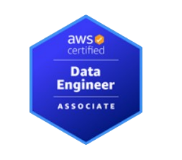 aws
certified
Data
Engineer
ASSOCIATE